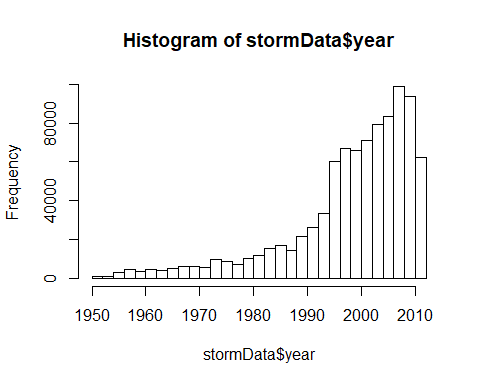 Histogram of stormData$year
80000
40000
0
Frequency
1950 1960 1970 1980 1990 2000 2010
stormData$year